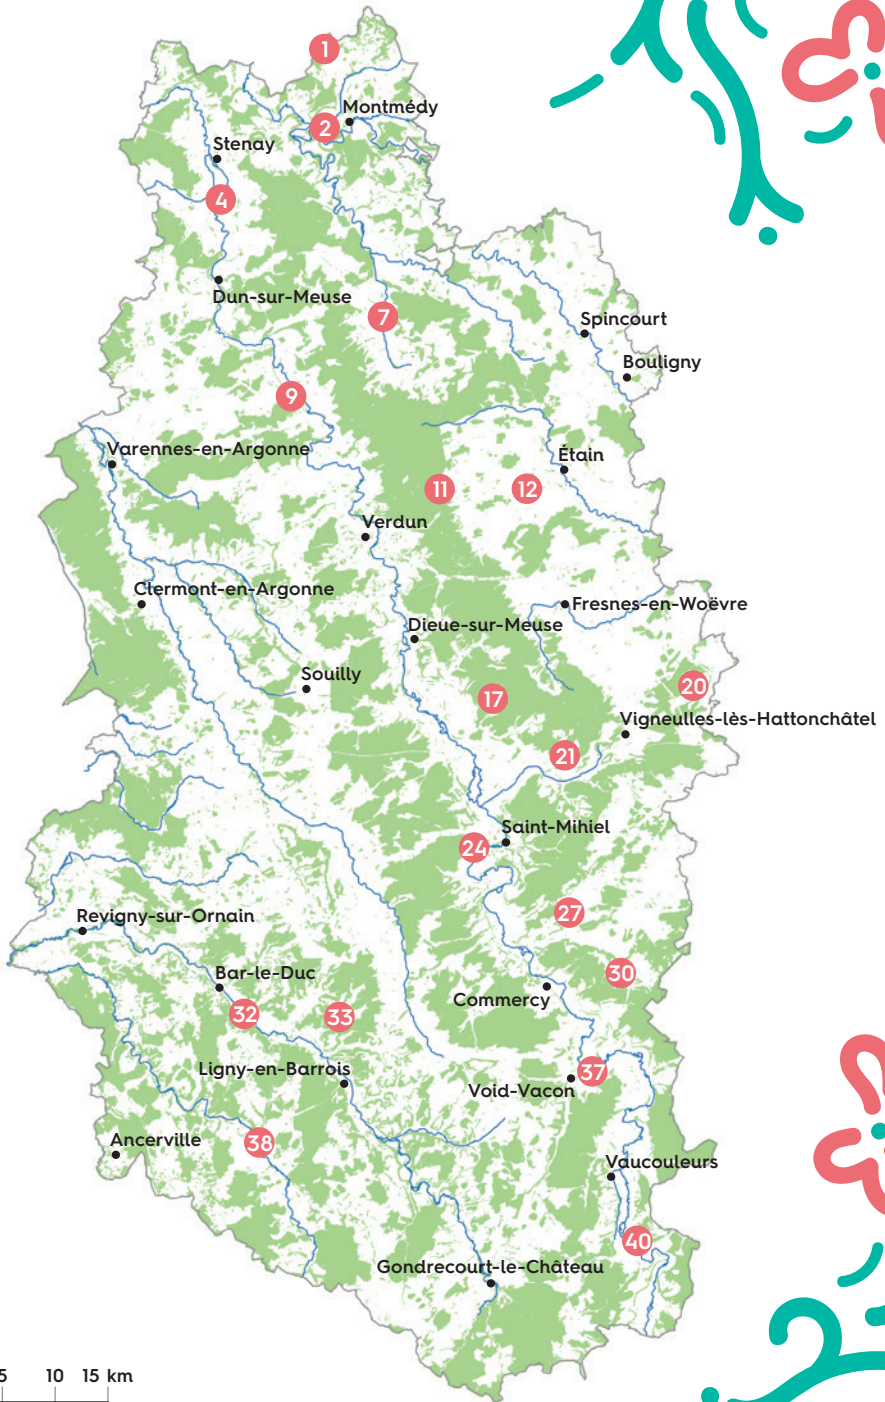 1
Montmédy
2
Stenay
4
Dun-sur-Meuse
7
Spincourt
Bouligny
9
Varennes-en-Argonne
Étain
11
12
Verdun
Clermont-en-Argonne
Fresnes-en-Woëvre
Dieue-sur-Meuse
Souilly
20
17
Vigneulles-lès-Hattonchâtel
21
Saint-Mihiel
24
27
Revigny-sur-Ornain
Bar-le-Duc
30
Commercy
32
33
Ligny-en-Barrois
37
Void-Vacon
Ancerville
38
Vaucouleurs
40
Gondrecourt-le-Château
5 10 15 km